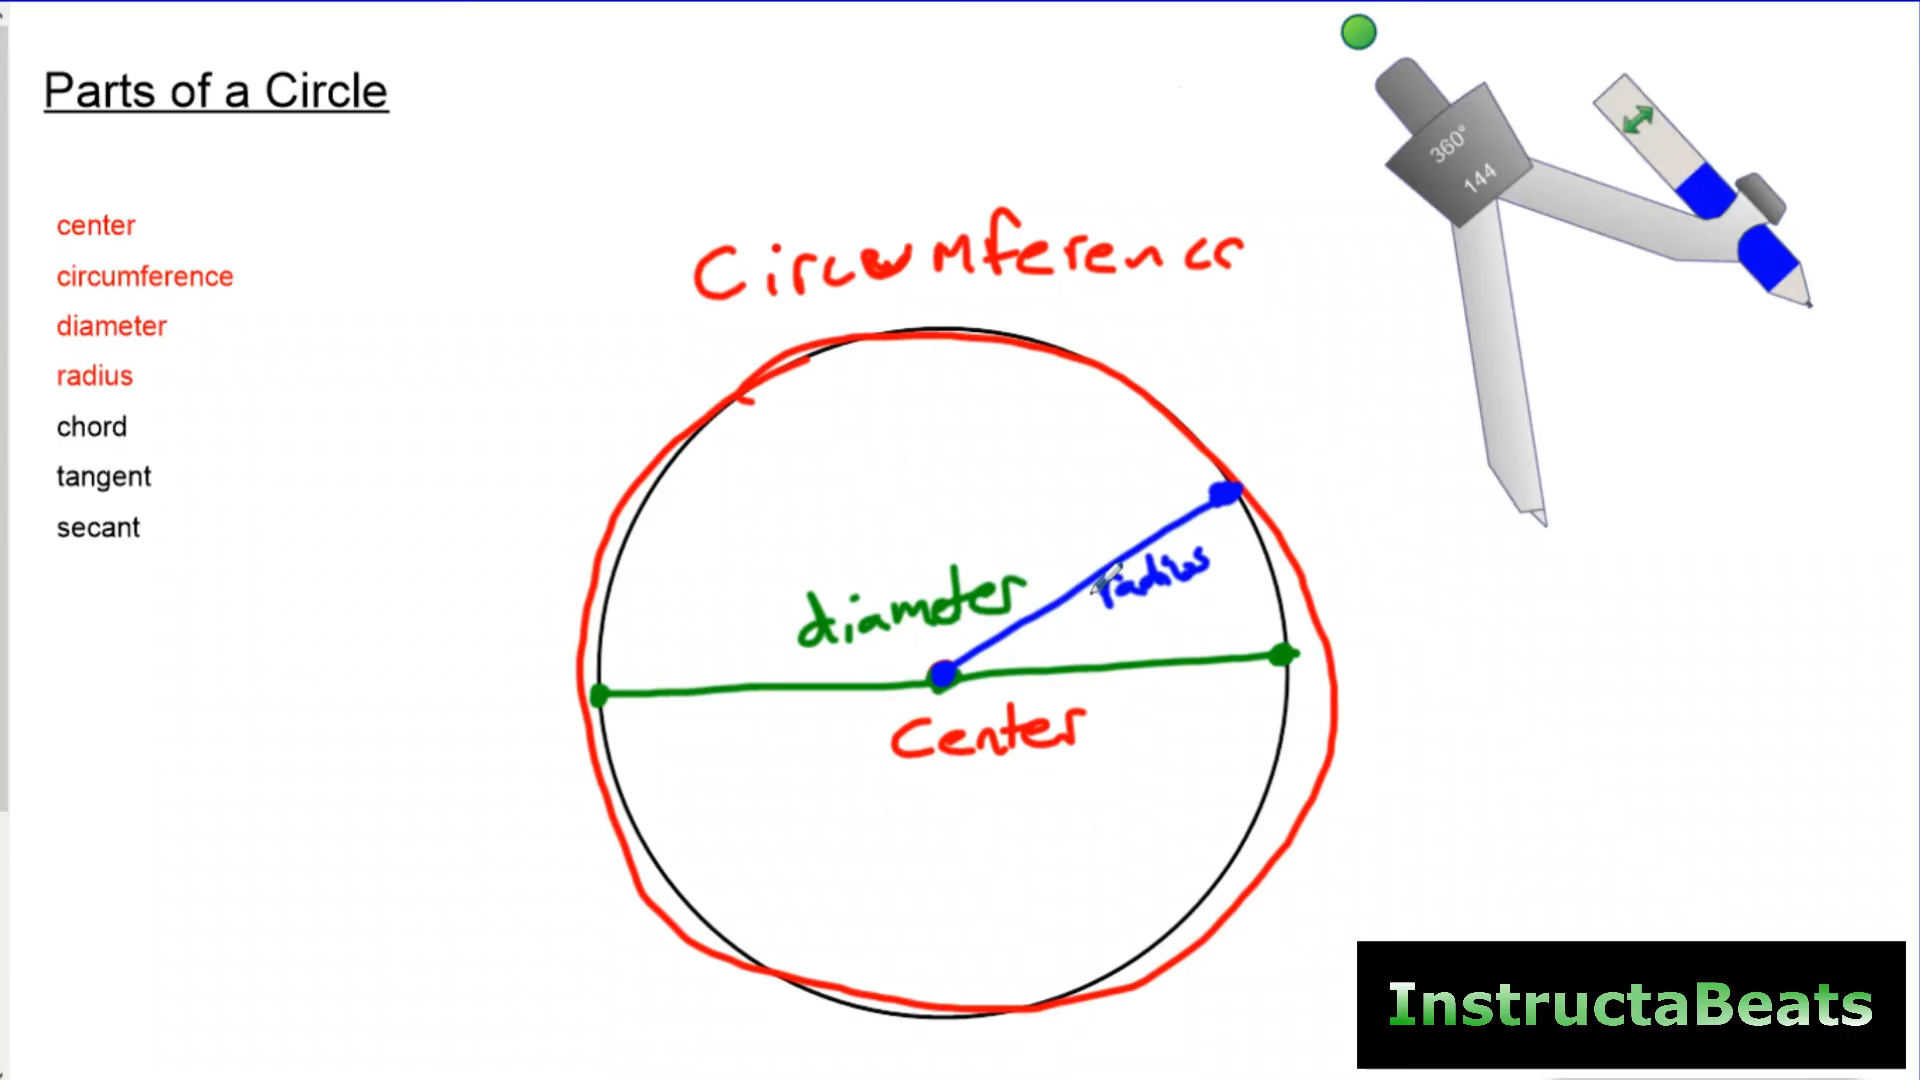 Parts of a Circle
360°
144
center
circumference
diameter
radius
chord
tangent
secant
Circumference
diameter
radius
Center
InstructaBeats